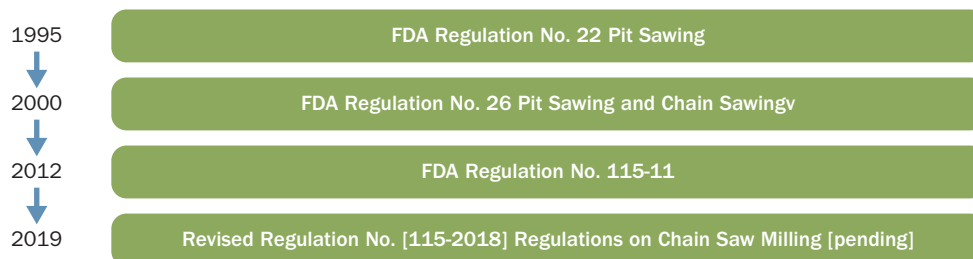 1995
FDA Regulation No. 22 Pit Sawing
2000
FDA Regulation No. 26 Pit Sawing and Chain Sawingv
2012
FDA Regulation No. 115-11
2019
Revised Regulation No. [115-2018] Regulations on Chain Saw Milling [pending]